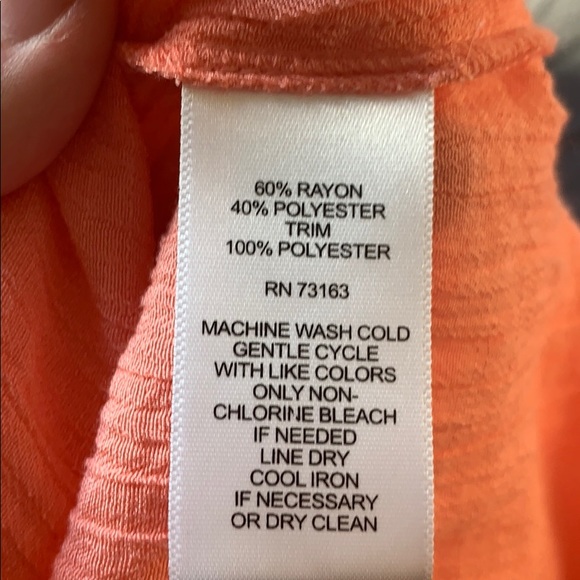 60% RAYON
40% POLYESTER
TRIM
100% POLYESTER
RN 73163
MACHINE WASH COLD
GENTLE CYCLE
WITH LIKE COLORS
ONLY NON-
CHLORINE BLEACH
IF NEEDED
LINE DRY
COOL IRON
IF NECESSARY
OR DRY CLEAN